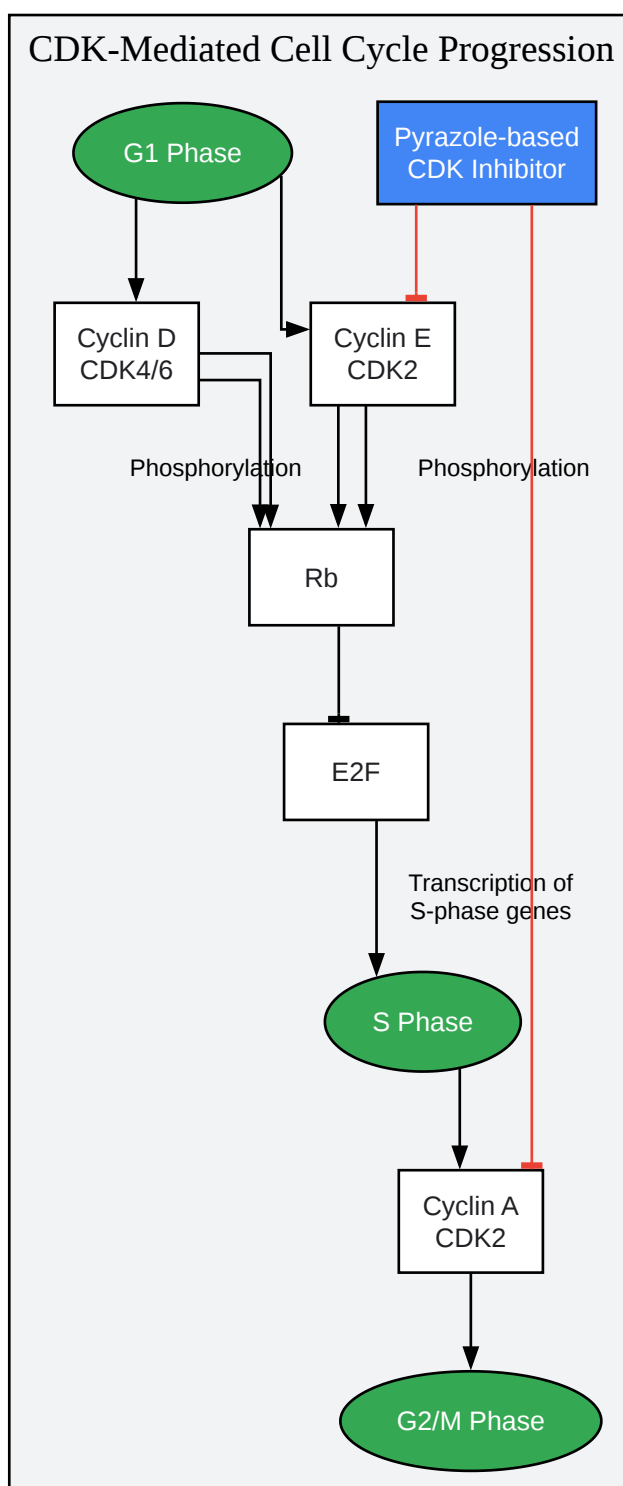 CDK-Mediated Cell Cycle Progression
G1 Phase
Pyrazole-based
CDK Inhibitor
Cyclin D
CDK4/6
Cyclin E
CDK2
Phosphorylation
Phosphorylation
Rb
E2F
Transcription of
S-phase genes
S Phase
Cyclin A
CDK2
G2/M Phase